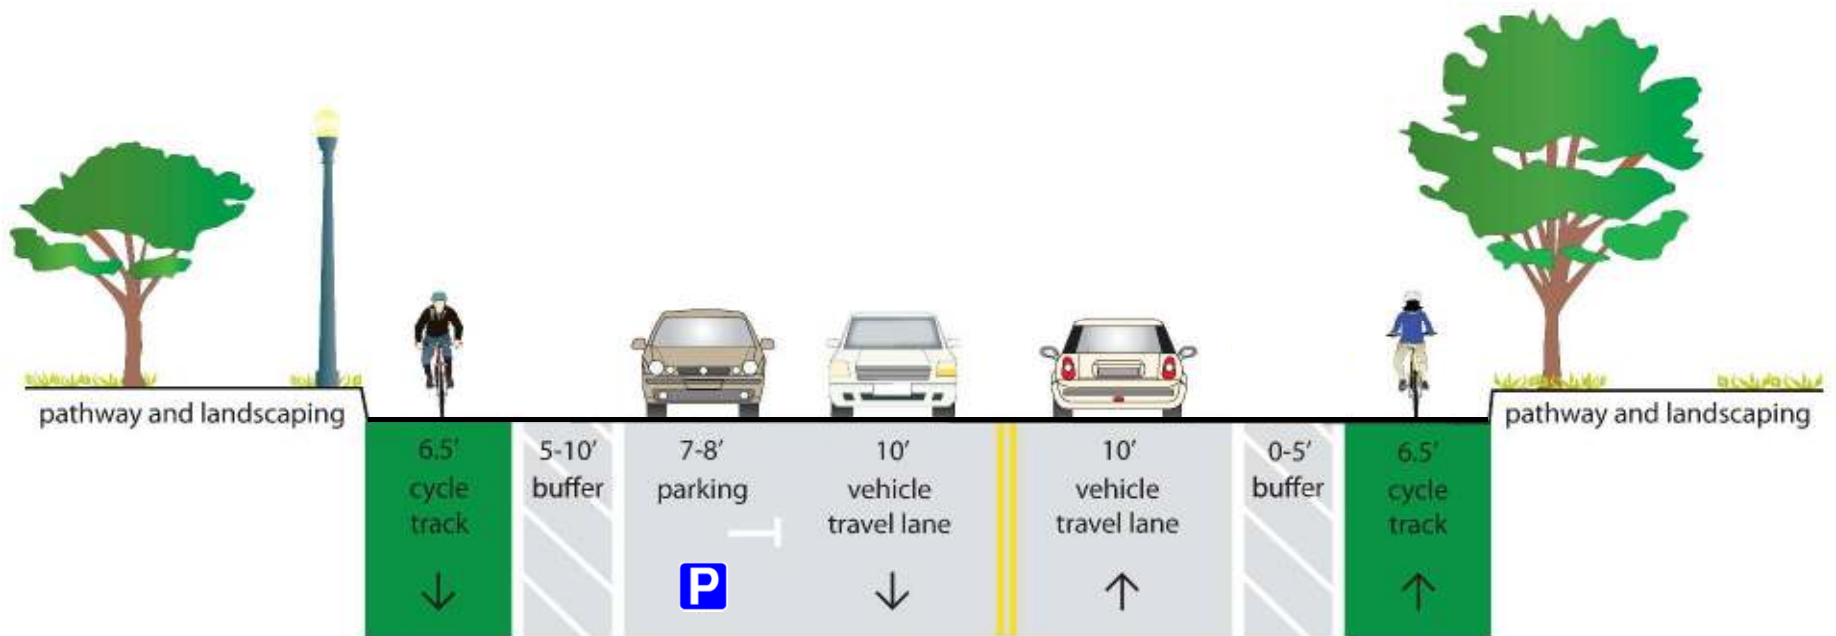 pathway and landscaping
6.5’
cycle
track
5-10’
buffer
7-8’
parking
P
10’
vehicle
travel lane
10’
vehicle
travel lane
0-5’
buffer
6.5’
cycle
track
pathway and landscaping